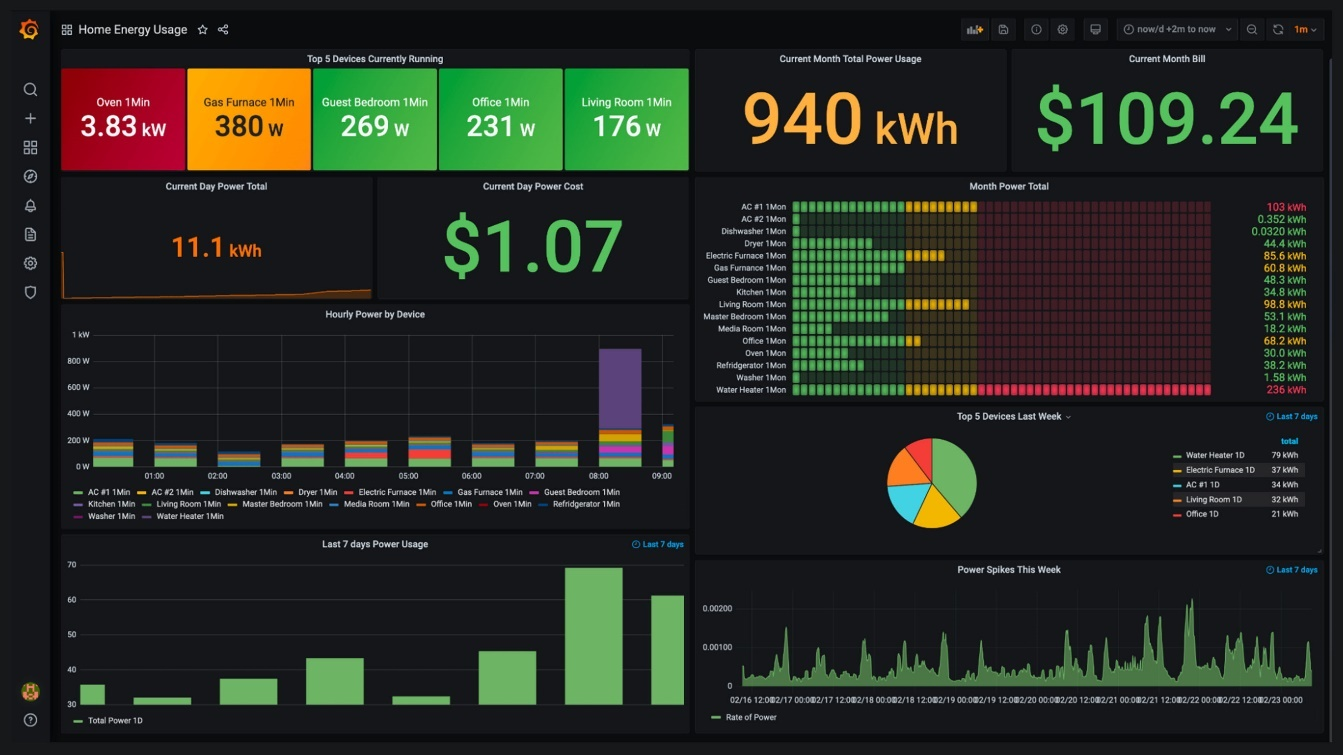 Home Energy Usage
now/d +2m to now
1m
Top 5 Devices Currently Running
Oven 1Min
3.83 kW
Gas Furnace 1Min
380 W
Guest Bedroom 1Min
269 W
Office 1Min
231 W
Living Room 1Min
176 W
Current Month Total Power Usage
940 kWh
Current Month Bill
$109.24
Current Day Power Total
11.1 kWh
Current Day Power Cost
$1.07
Month Power Total
AC #1 1Mon 103 kWh
AC #2 1Mon 0.352 kWh
Dishwasher 1Mon 0.0320 kWh
Dryer 1Mon 44.4 kWh
Electric Furnace 1Mon 85.6 kWh
Gas Furnance 1Mon 60.8 kWh
Guest Bedroom 1Mon 48.3 kWh
Kitchen 1Mon 34.8 kWh
Living Room 1Mon 98.8 kWh
Master Bedroom 1Mon 53.1 kWh
Media Room 1Mon 18.2 kWh
Office 1Mon 68.2 kWh
Oven 1Mon 30.0 kWh
Refridgerator 1Mon 38.2 kWh
Washer 1Mon 1.58 kWh
Water Heater 1Mon 236 kWh
Hourly Power by Device
1 kW
800 W
600 W
400 W
200 W
0 W
01:00 02:00 03:00 04:00 05:00 06:00 07:00 08:00 09:00
AC #1 1Min AC #2 1Min Dishwasher 1Min Dryer 1Min Electric Furnace 1Min Gas Furnace 1Min Guest Bedroom 1Min
Kitchen 1Min Living Room 1Min Master Bedroom 1Min Media Room 1Min Office 1Min Oven 1Min Refridgerator 1Min
Washer 1Min Water Heater 1Min
Top 5 Devices Last Week
Last 7 days
total
Water Heater 1D 79 kWh
Electric Furnace 1D 37 kWh
AC #1 1D 34 kWh
Living Room 1D 32 kWh
Office 1D 21 kWh
Last 7 days Power Usage
Last 7 days
70
60
50
40
30
Total Power 1D
Power Spikes This Week
Last 7 days
0.00200
0.00100
0
02/16 12:00 02/17 00:00 02/17 12:00 02/18 00:00 02/18 12:00 02/19 00:00 02/19 12:00 02/20 00:00 02/20 12:00 02/21 00:00 02/21 12:00 02/22 00:00 02/22 12:00 02/23 00:00
Rate of Power